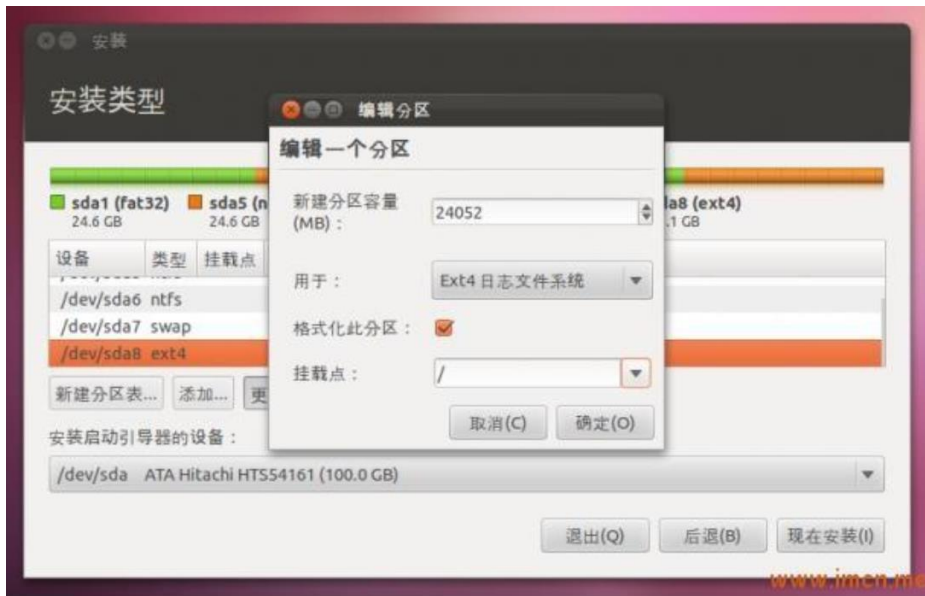 安装
安装类型
编辑分区
编辑一个分区
sda1 (fat32)
24.6 GB
sda5 (n
24.6 GB
da8 (ext4)
.1 GB
新建分区容量
(MB)：
24052
设备 类型 挂载点
用于： Ext4 日志文件系统
/dev/sda6 ntfs
/dev/sda7 swap
/dev/sda8 ext4
格式化此分区：
挂载点： /
新建分区表... 添加... 更
取消(C) 确定(O)
安装启动引导器的设备：
/dev/sda ATA Hitachi HTS54161 (100.0 GB)
退出(Q) 后退(B) 现在安装(I)
www.imcn.me